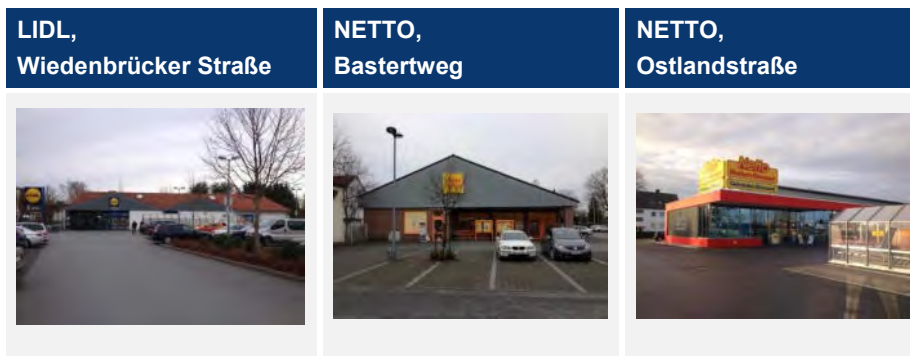 LIDL,
Wiedenbrücker Straße
NETTO,
Bastertweg
NETTO,
Ostlandstraße